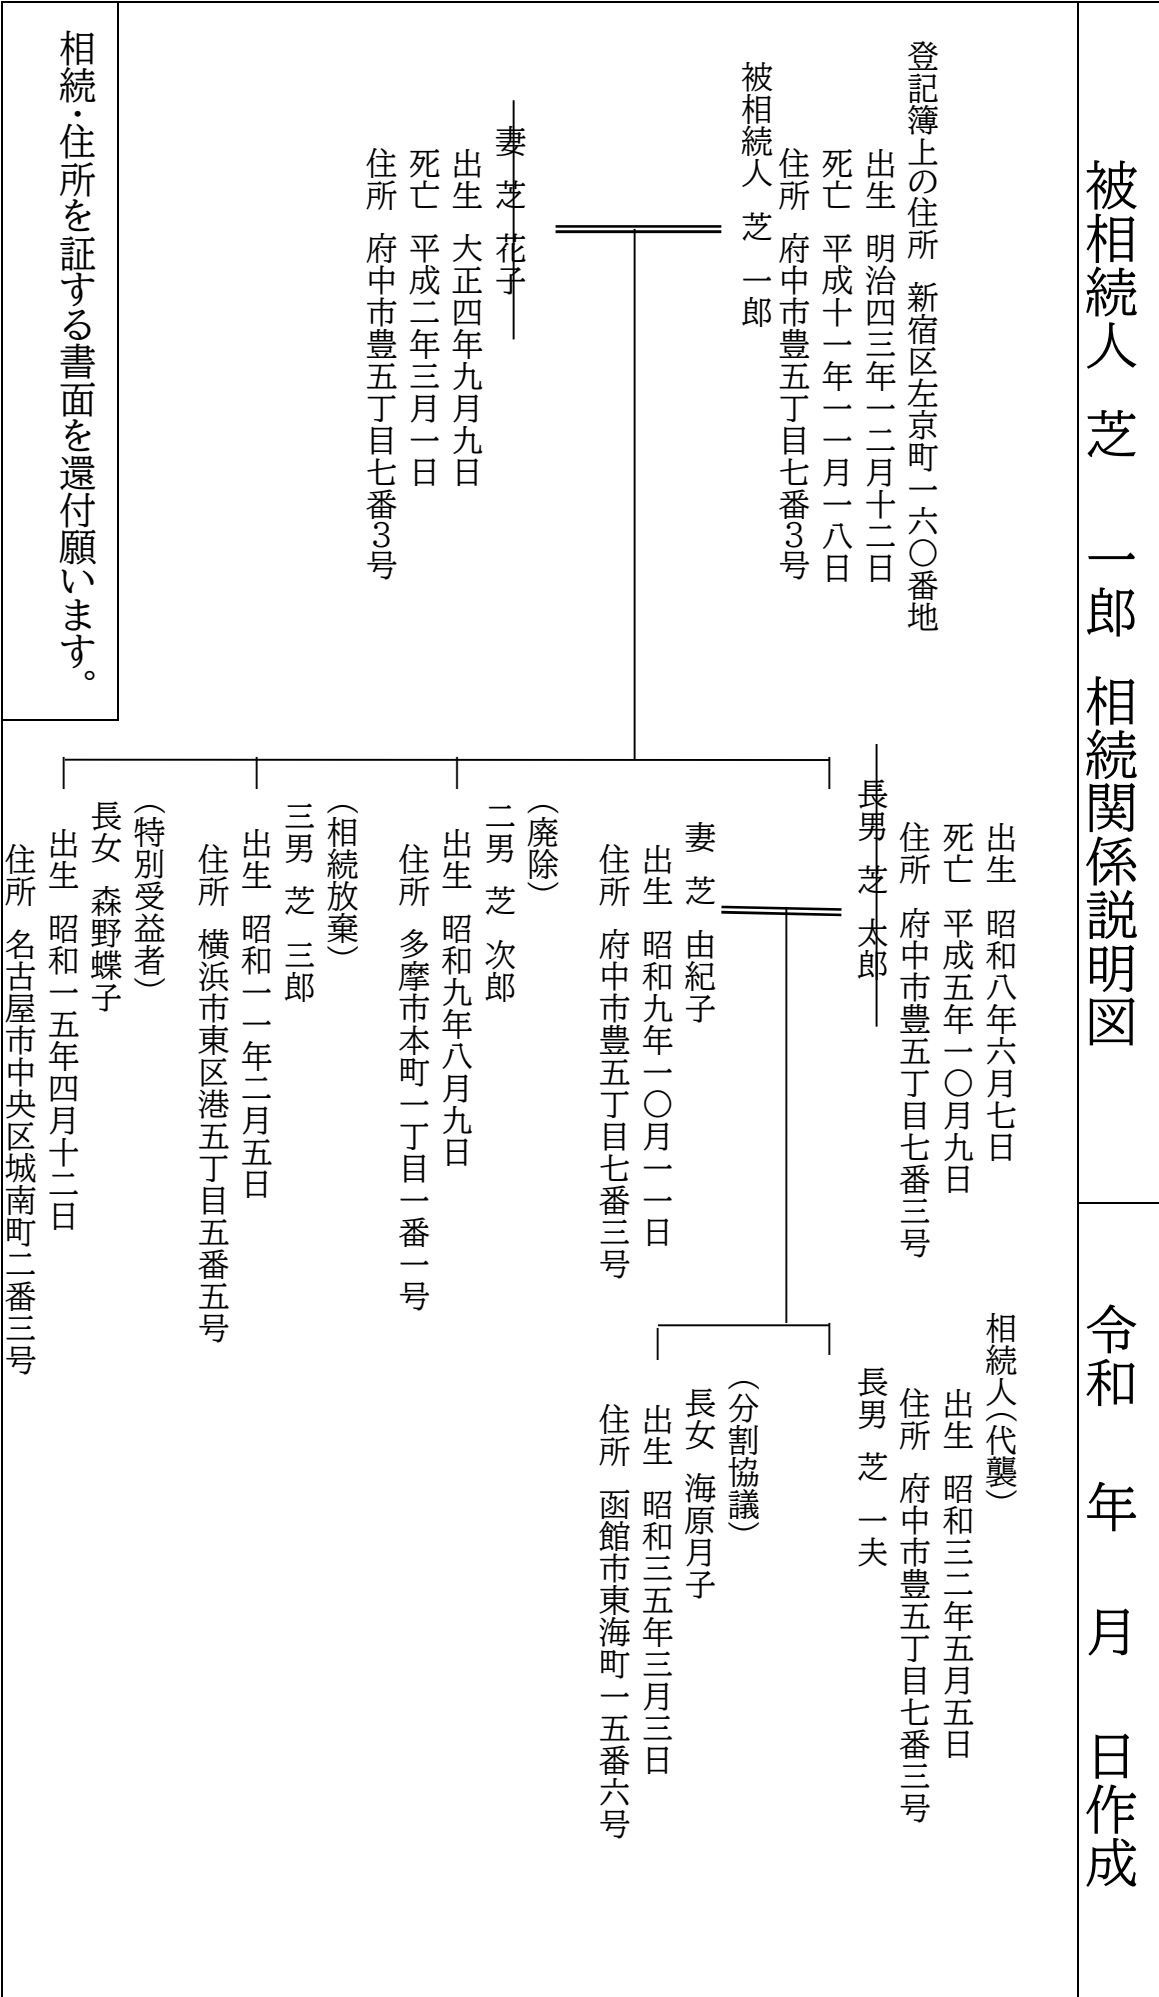 被相続人 芝 一郎 相続関係説明図
令和 年 月 日作成
登記簿上の住所 新宿区左京町一六〇番地
出生 明治四三年一二月十二日
死亡 平成十一年一一月一八日
住所 府中市豊五丁目七番３号
被相続人 芝 一郎
妻 芝 花子
出生 大正四年九月九日
死亡 平成二年三月一日
住所 府中市豊五丁目七番３号
出生 昭和八年六月七日
死亡 平成五年一〇月九日
住所 府中市豊五丁目七番三号
長男 芝 太郎
妻 芝 由紀子
出生 昭和九年一〇月一一日
住所 府中市豊五丁目七番三号
（廃除）
二男 芝 次郎
出生 昭和九年八月九日
住所 多摩市本町一丁目一番一号
（相続放棄）
三男 芝 三郎
出生 昭和一一年二月五日
住所 横浜市東区港五丁目五番五号
（特別受益者）
長女 森野蝶子
出生 昭和一五年四月十二日
住所 名古屋市中央区城南町二番三号
相続人（代襲）
出生 昭和三二年五月五日
住所 府中市豊五丁目七番三号
長男 芝 一夫
（分割協議）
長女 海原月子
出生 昭和三五年三月三日
住所 函館市東海町一五番六号
相続・住所を証する書面を還付願います。